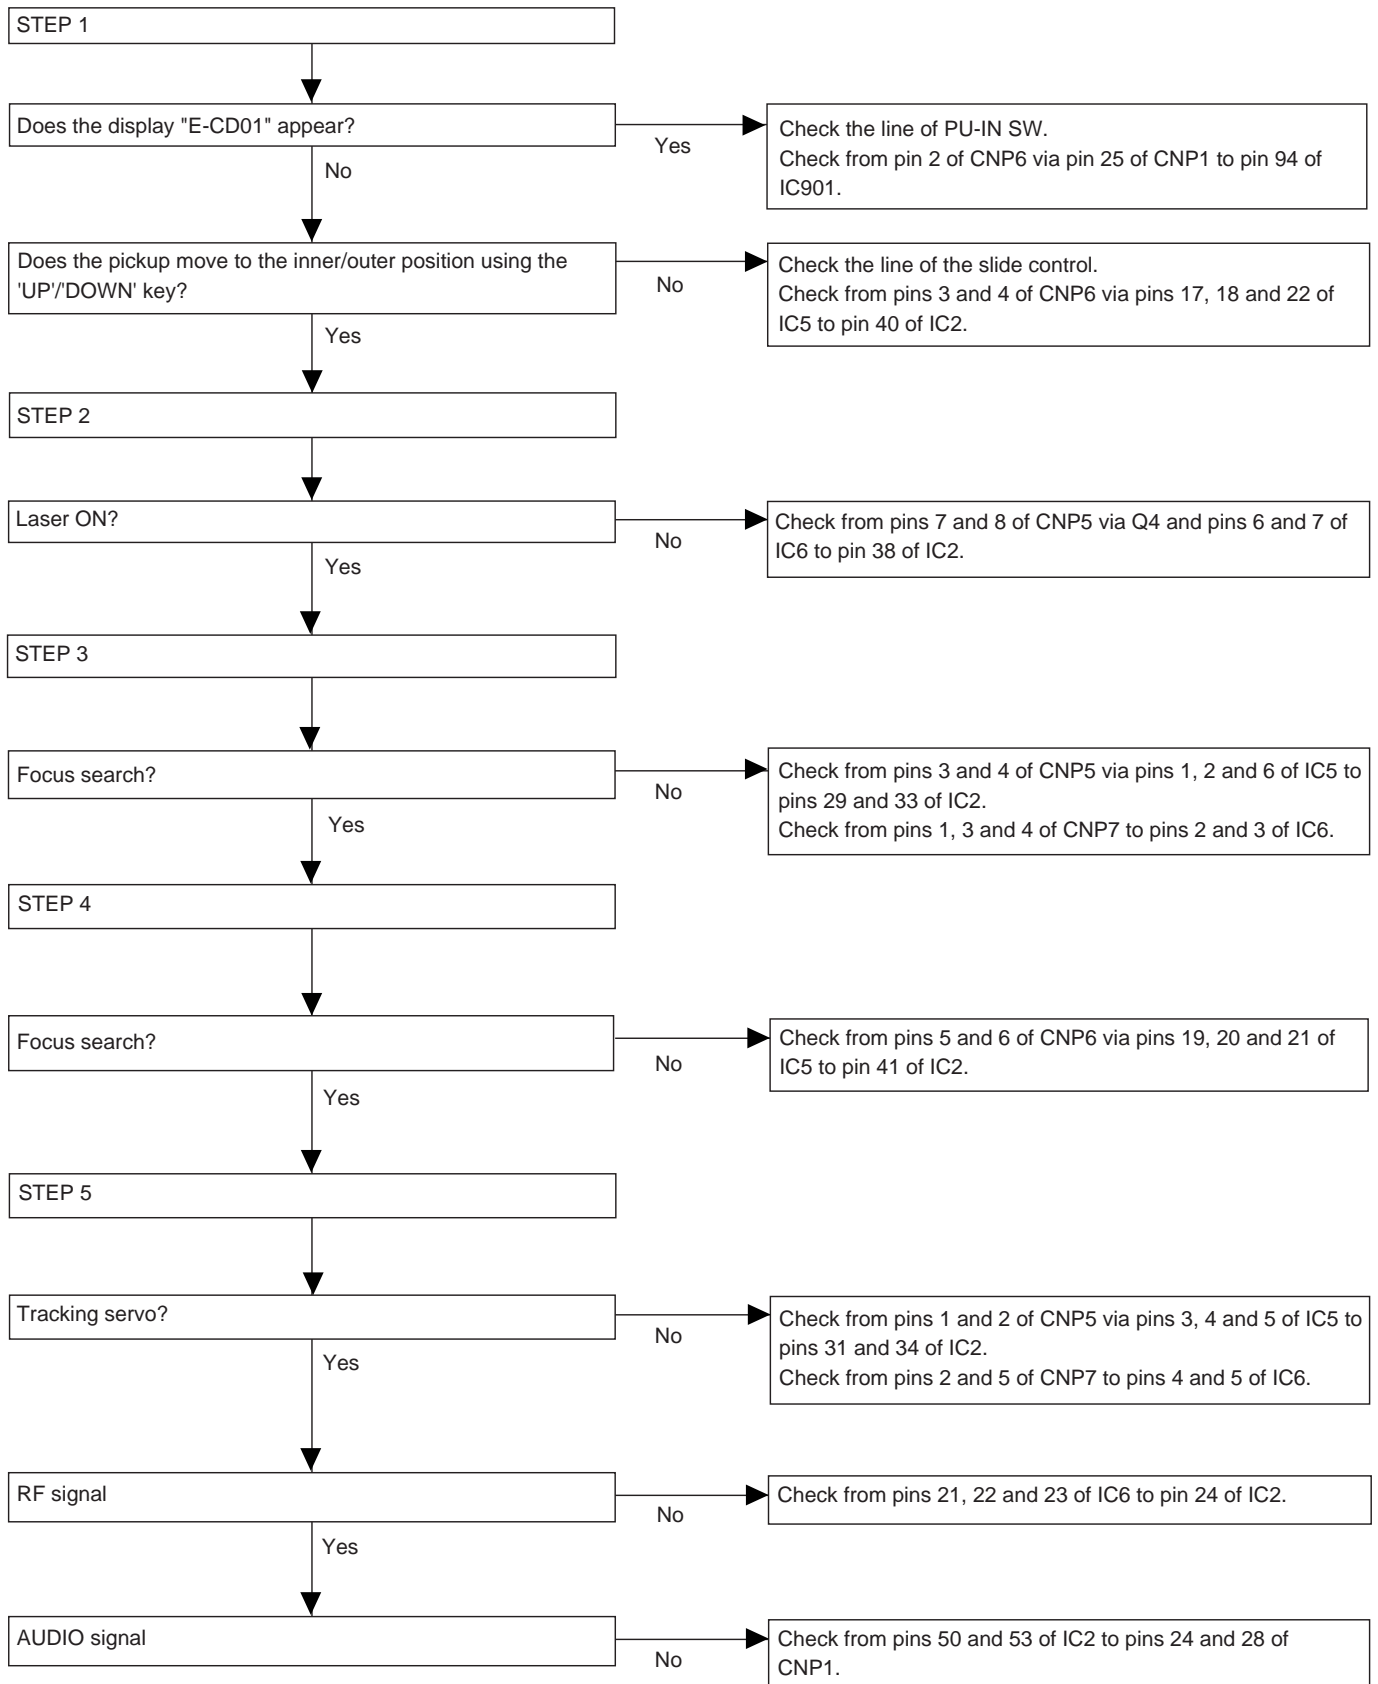 STEP 1
Does the display "E-CD01" appear?
Yes
Check the line of PU-IN SW.
Check from pin 2 of CNP6 via pin 25 of CNP1 to pin 94 of
IC901.
No
Does the pickup move to the inner/outer position using the
'UP'/'DOWN' key?
No
Check the line of the slide control.
Check from pins 3 and 4 of CNP6 via pins 17, 18 and 22 of
IC5 to pin 40 of IC2.
Yes
STEP 2
Laser ON?
No
Check from pins 7 and 8 of CNP5 via Q4 and pins 6 and 7 of
IC6 to pin 38 of IC2.
Yes
STEP 3
Focus search?
No
Check from pins 3 and 4 of CNP5 via pins 1, 2 and 6 of IC5 to
pins 29 and 33 of IC2.
Check from pins 1, 3 and 4 of CNP7 to pins 2 and 3 of IC6.
Yes
STEP 4
Focus search?
No
Check from pins 5 and 6 of CNP6 via pins 19, 20 and 21 of
IC5 to pin 41 of IC2.
Yes
STEP 5
Tracking servo?
No
Check from pins 1 and 2 of CNP5 via pins 3, 4 and 5 of IC5 to
pins 31 and 34 of IC2.
Check from pins 2 and 5 of CNP7 to pins 4 and 5 of IC6.
Yes
RF signal
No
Check from pins 21, 22 and 23 of IC6 to pin 24 of IC2.
Yes
AUDIO signal
No
Check from pins 50 and 53 of IC2 to pins 24 and 28 of
CNP1.